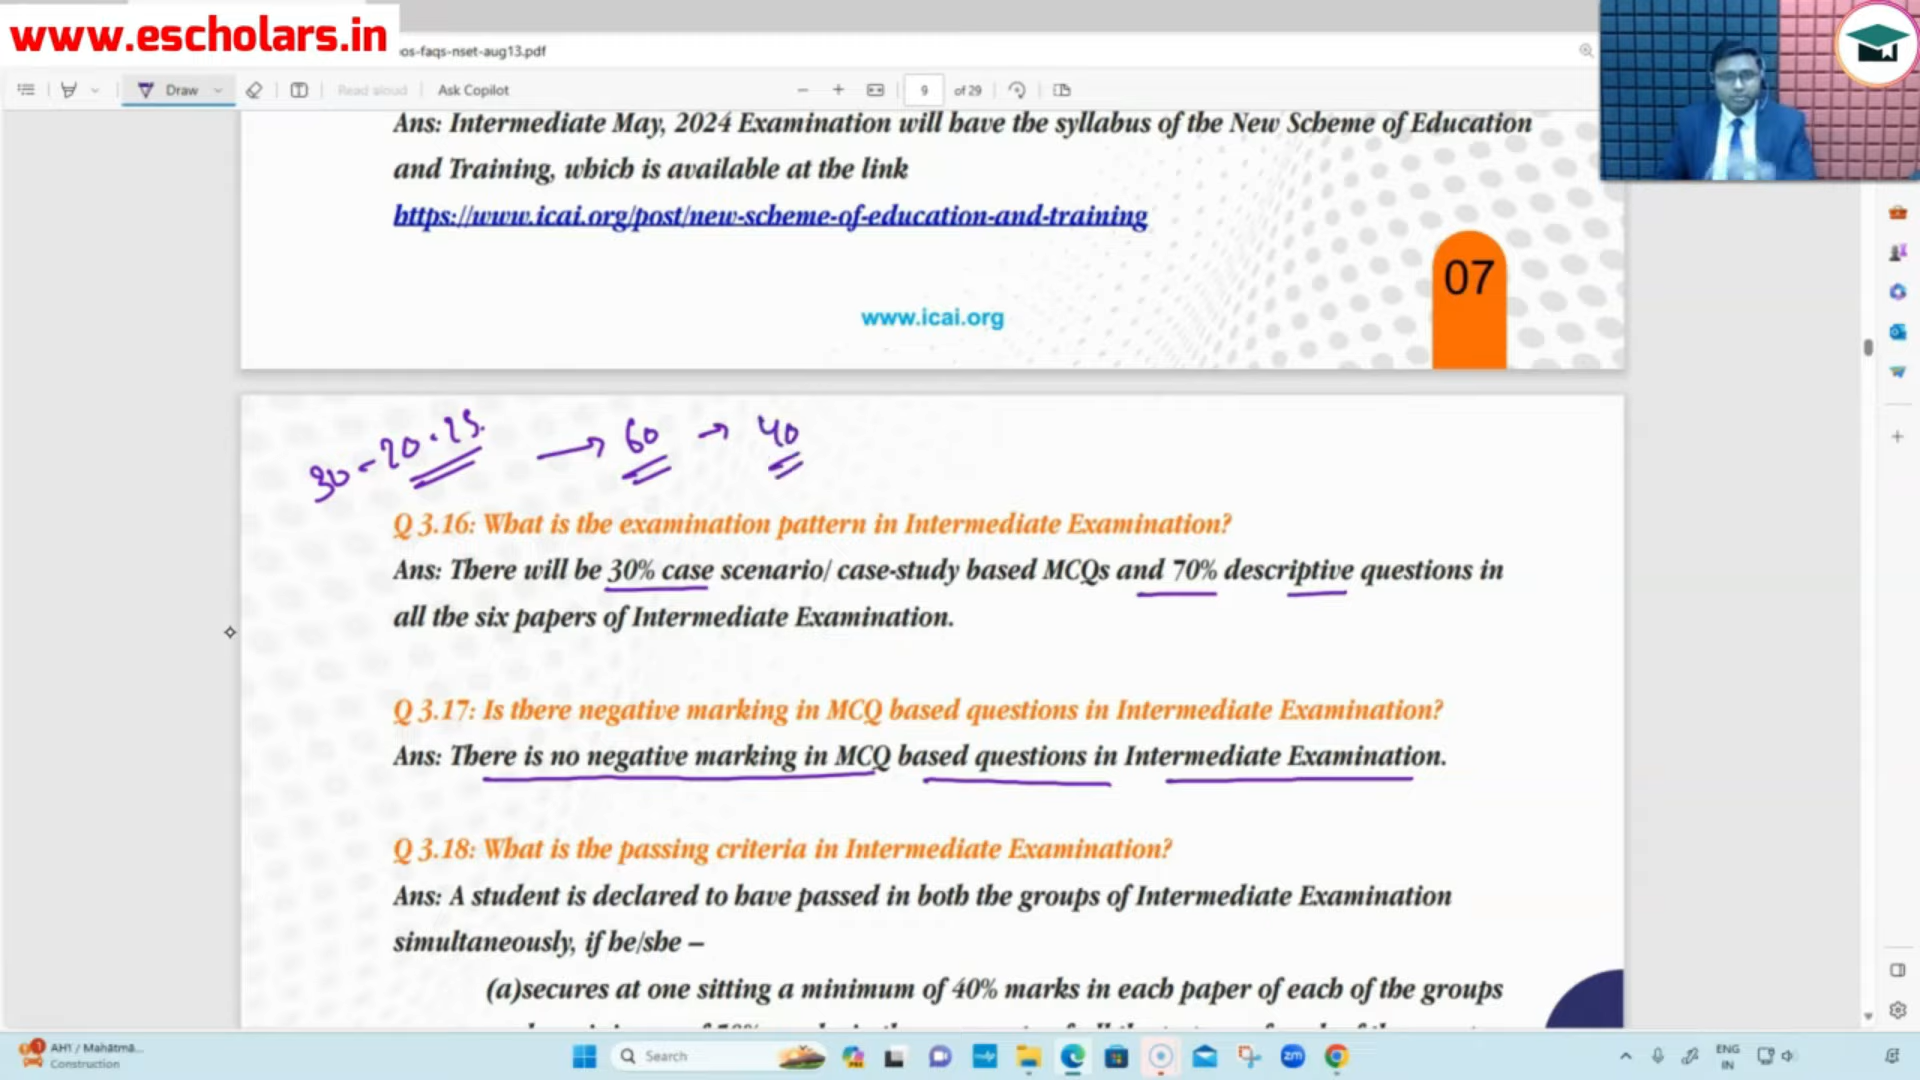 www.escholars.in
os-faqs-nset-aug13.pdf
Draw
Read aloud
Ask Copilot
9 of 29
Ans: Intermediate May, 2024 Examination will have the syllabus of the New Scheme of Education
and Training, which is available at the link
https://www.icai.org/post/new-scheme-of-education-and-training
07
www.icai.org
30 - 20 . 25. → 60 → 40
Q 3.16: What is the examination pattern in Intermediate Examination?
Ans: There will be 30% case scenario/ case-study based MCQs and 70% descriptive questions in
all the six papers of Intermediate Examination.
Q 3.17: Is there negative marking in MCQ based questions in Intermediate Examination?
Ans: There is no negative marking in MCQ based questions in Intermediate Examination.
Q 3.18: What is the passing criteria in Intermediate Examination?
Ans: A student is declared to have passed in both the groups of Intermediate Examination
simultaneously, if he/she –
(a)secures at one sitting a minimum of 40% marks in each paper of each of the groups
AH1 / Mahātmā...
Construction
Search
zm
ENG
IN